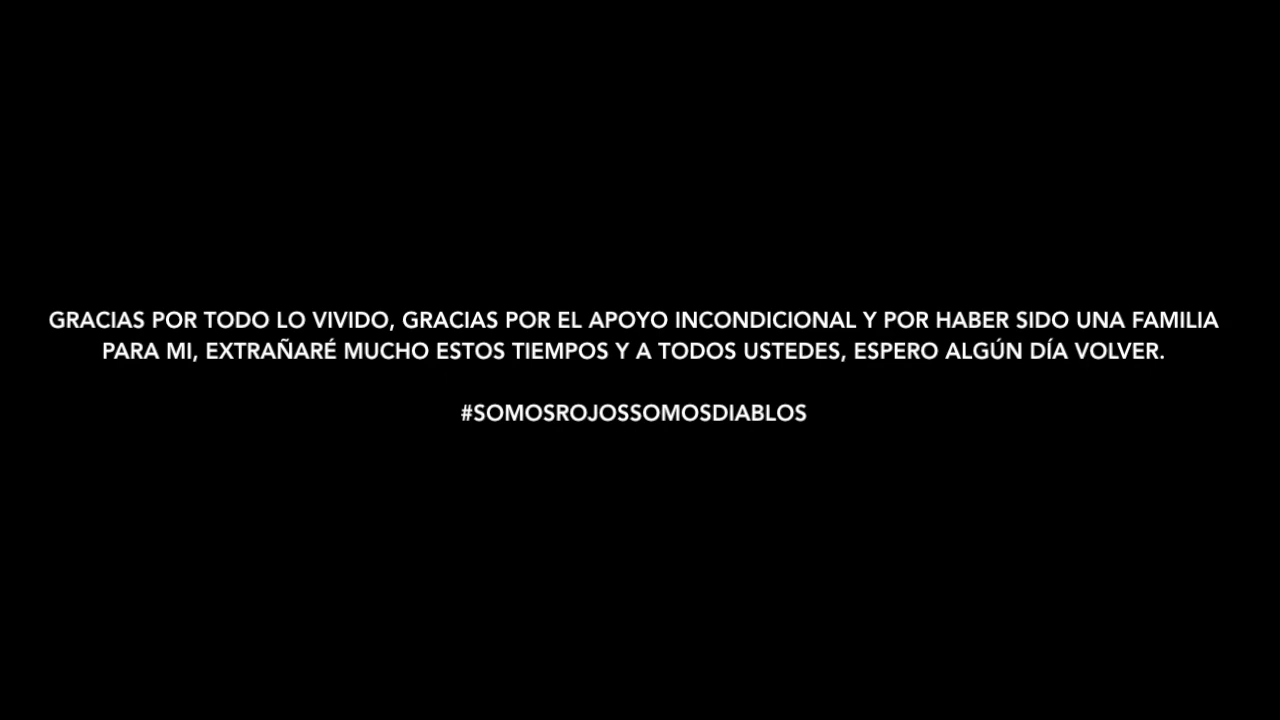 GRACIAS POR TODO LO VIVIDO, GRACIAS POR EL APOYO INCONDICIONAL Y POR HABER SIDO UNA FAMILIA
PARA MI, EXTRAÑARÉ MUCHO ESTOS TIEMPOS Y A TODOS USTEDES, ESPERO ALGÚN DÍA VOLVER.
#SOMOSROJOSSOMOSDIABLOS